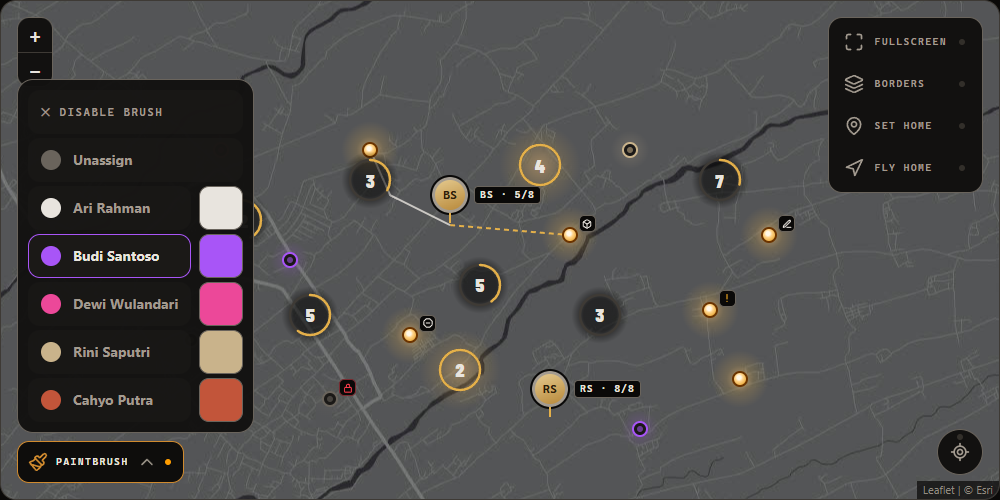 +
−
× DISABLE BRUSH
Unassign
Ari Rahman
Budi Santoso
Dewi Wulandari
Rini Saputri
Cahyo Putra
PAINTBRUSH
3
4
7
BS
BS · 5/8
5
5
3
2
RS
RS · 8/8
!
FULLSCREEN
BORDERS
SET HOME
FLY HOME
Leaflet | © Esri